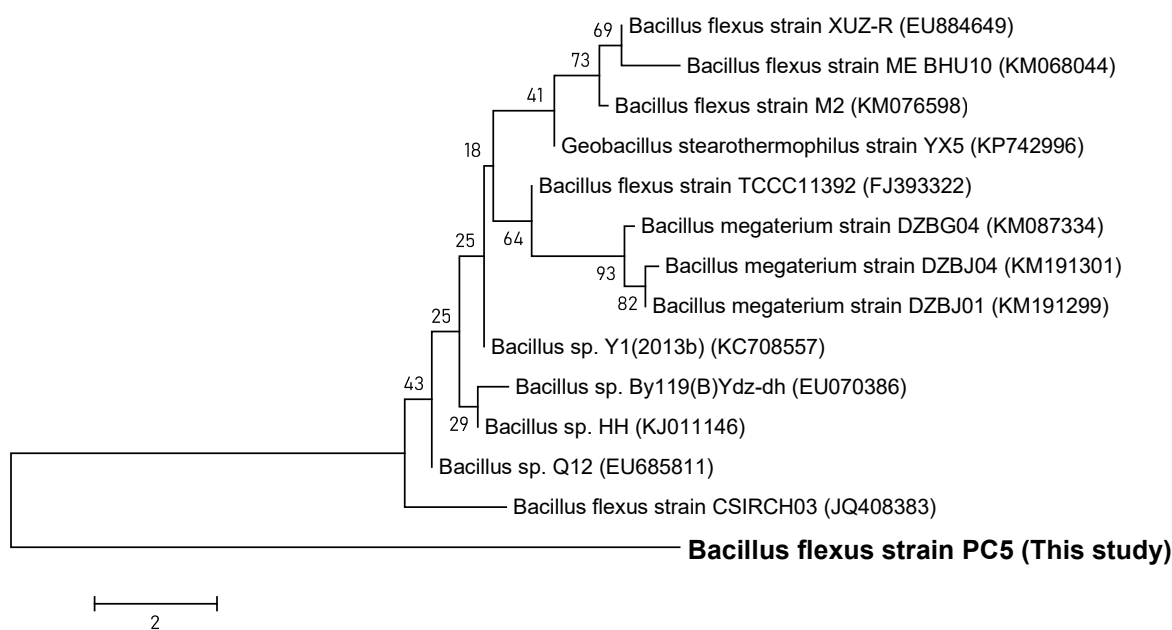 69
Bacillus flexus strain XUZ-R (EU884649)
73
Bacillus flexus strain ME BHU10 (KM068044)
41
Bacillus flexus strain M2 (KM076598)
Geobacillus stearothermophilus strain YX5 (KP742996)
18
Bacillus flexus strain TCCC11392 (FJ393322)
64
Bacillus megaterium strain DZBG04 (KM087334)
25
93
Bacillus megaterium strain DZBJ04 (KM191301)
82
Bacillus megaterium strain DZBJ01 (KM191299)
25
Bacillus sp. Y1(2013b) (KC708557)
43
Bacillus sp. By119(B)Ydz-dh (EU070386)
29
Bacillus sp. HH (KJ011146)
Bacillus sp. Q12 (EU685811)
Bacillus flexus strain CSIRCH03 (JQ408383)
Bacillus flexus strain PC5 (This study)
2